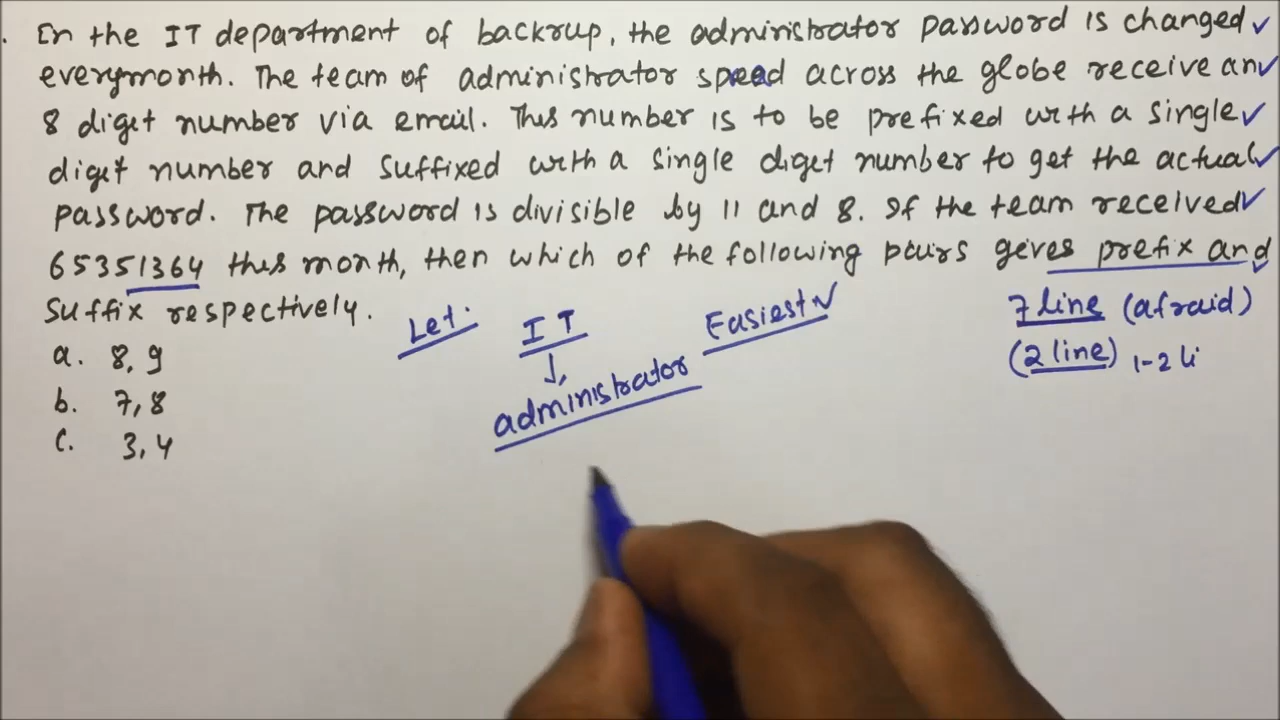 . In the IT department of backrup, the administrator password is changed ✓
everymonth. The team of administrator spread across the globe receive an ✓
8 digit number via email. This number is to be prefixed with a single ✓
digit number and suffixed with a single digit number to get the actual ✓
password. The password is divisible by 11 and 8. If the team received ✓
65351364 this month, then which of the following pairs gives prefix and ✓
suffix respectively.
a. 8, 9
b. 7, 8
c. 3, 4
Let.
IT
↓
administrator
Easiest ✓
7 line (afraid)
(2 line) 1-2 li